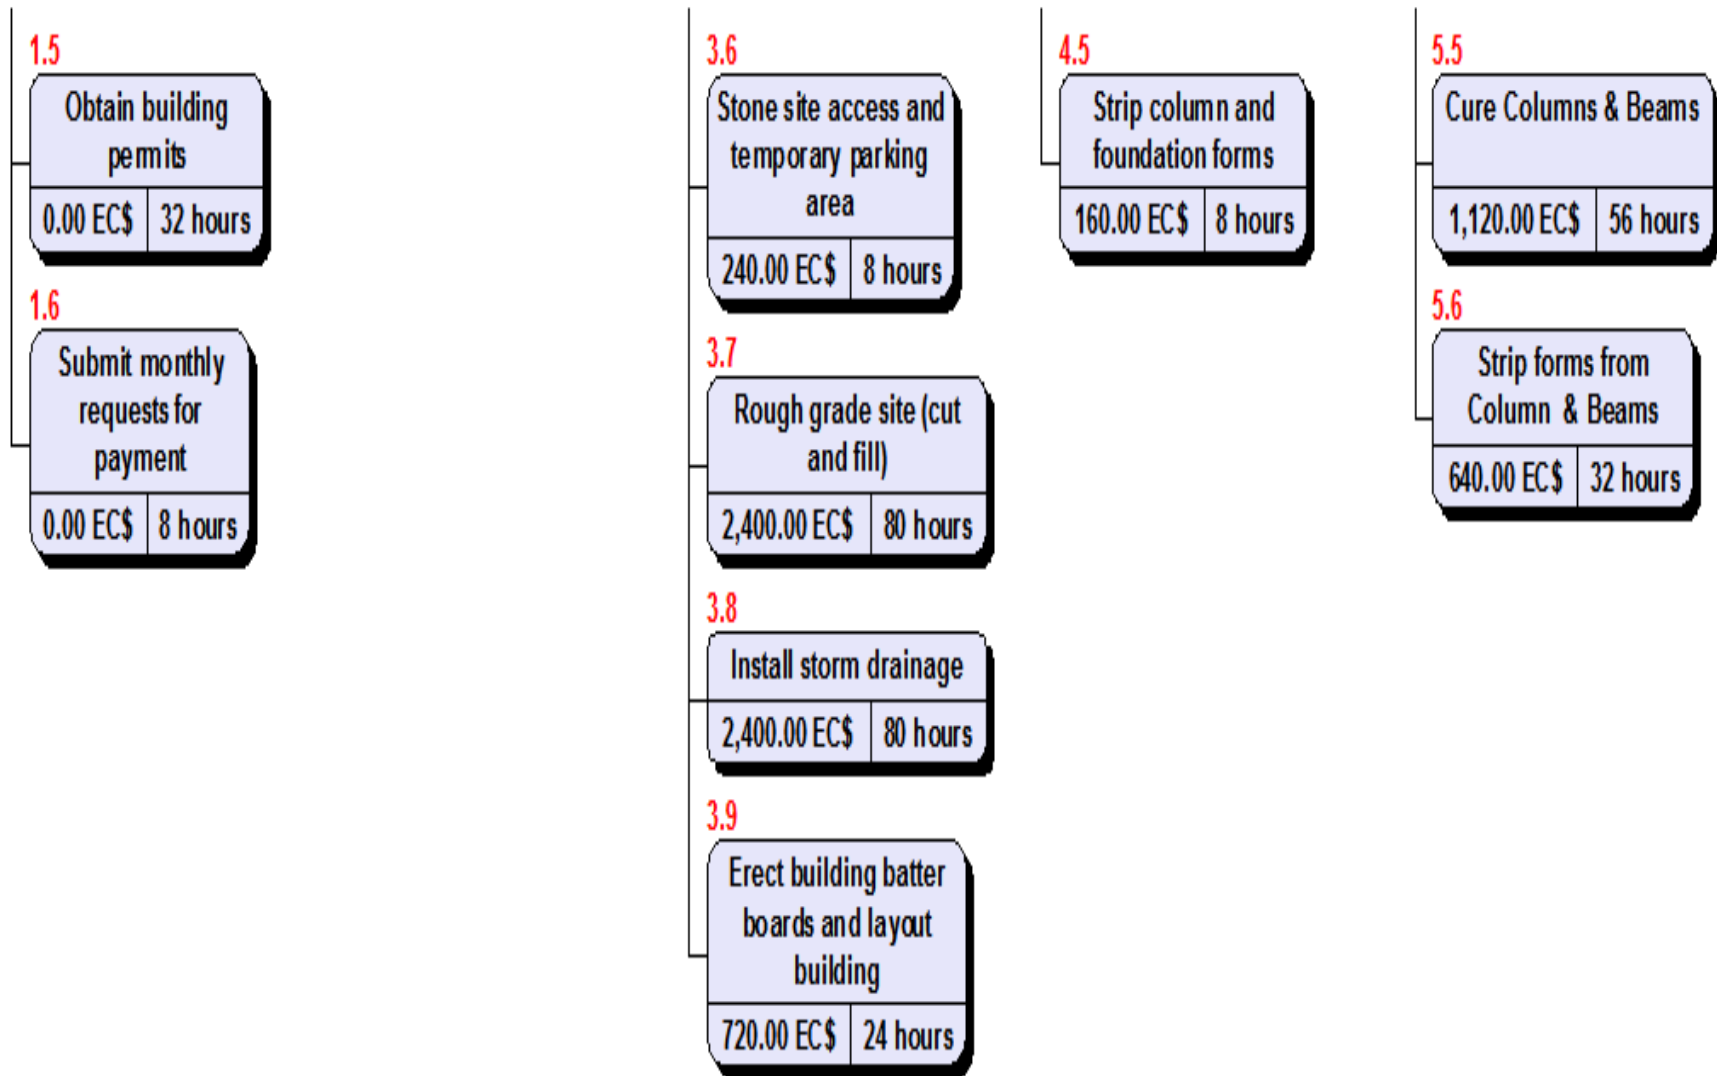 1.5
Obtain building
permits
0.00 EC$ 32 hours
1.6
Submit monthly
requests for
payment
0.00 EC$ 8 hours
3.6
Stone site access and
temporary parking
area
240.00 EC$ 8 hours
3.7
Rough grade site (cut
and fill)
2,400.00 EC$ 80 hours
3.8
Install storm drainage
2,400.00 EC$ 80 hours
3.9
Erect building batter
boards and layout
building
720.00 EC$ 24 hours
4.5
Strip column and
foundation forms
160.00 EC$ 8 hours
5.5
Cure Columns & Beams
1,120.00 EC$ 56 hours
5.6
Strip forms from
Column & Beams
640.00 EC$ 32 hours